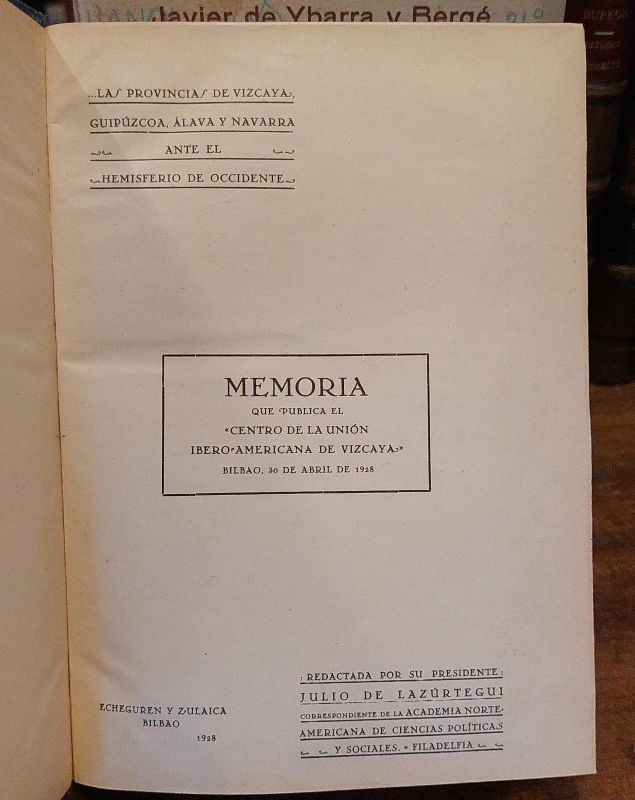 Javier de Ybarra y Bergé
...LAS PROVINCIAS DE VIZCAYA,
GUIPÚZCOA, ÁLAVA Y NAVARRA
ANTE EL
HEMISFERIO DE OCCIDENTE
MEMORIA
QUE PUBLICA EL
«CENTRO DE LA UNIÓN
IBERO-AMERICANA DE VIZCAYA»
BILBAO, 30 DE ABRIL DE 1928
: REDACTADA POR SU PRESIDENTE :
JULIO DE LAZÚRTEGUI
CORRESPONDIENTE DE LA ACADEMIA NORTE-
AMERICANA DE CIENCIAS POLÍTICAS
Y SOCIALES. - FILADELFIA
ECHEGUREN Y ZULAICA
BILBAO
1928